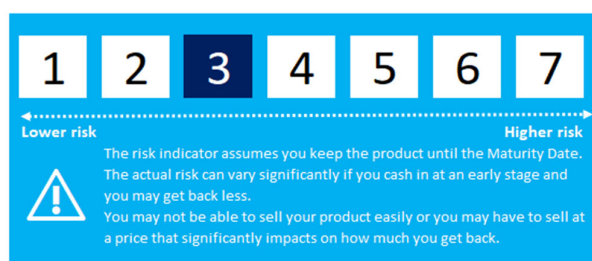 1 2 3 4 5 6 7
Lower risk Higher risk
The risk indicator assumes you keep the product until the Maturity Date.
The actual risk can vary significantly if you cash in at an early stage and
you may get back less.
You may not be able to sell your product easily or you may have to sell at
a price that significantly impacts on how much you get back.